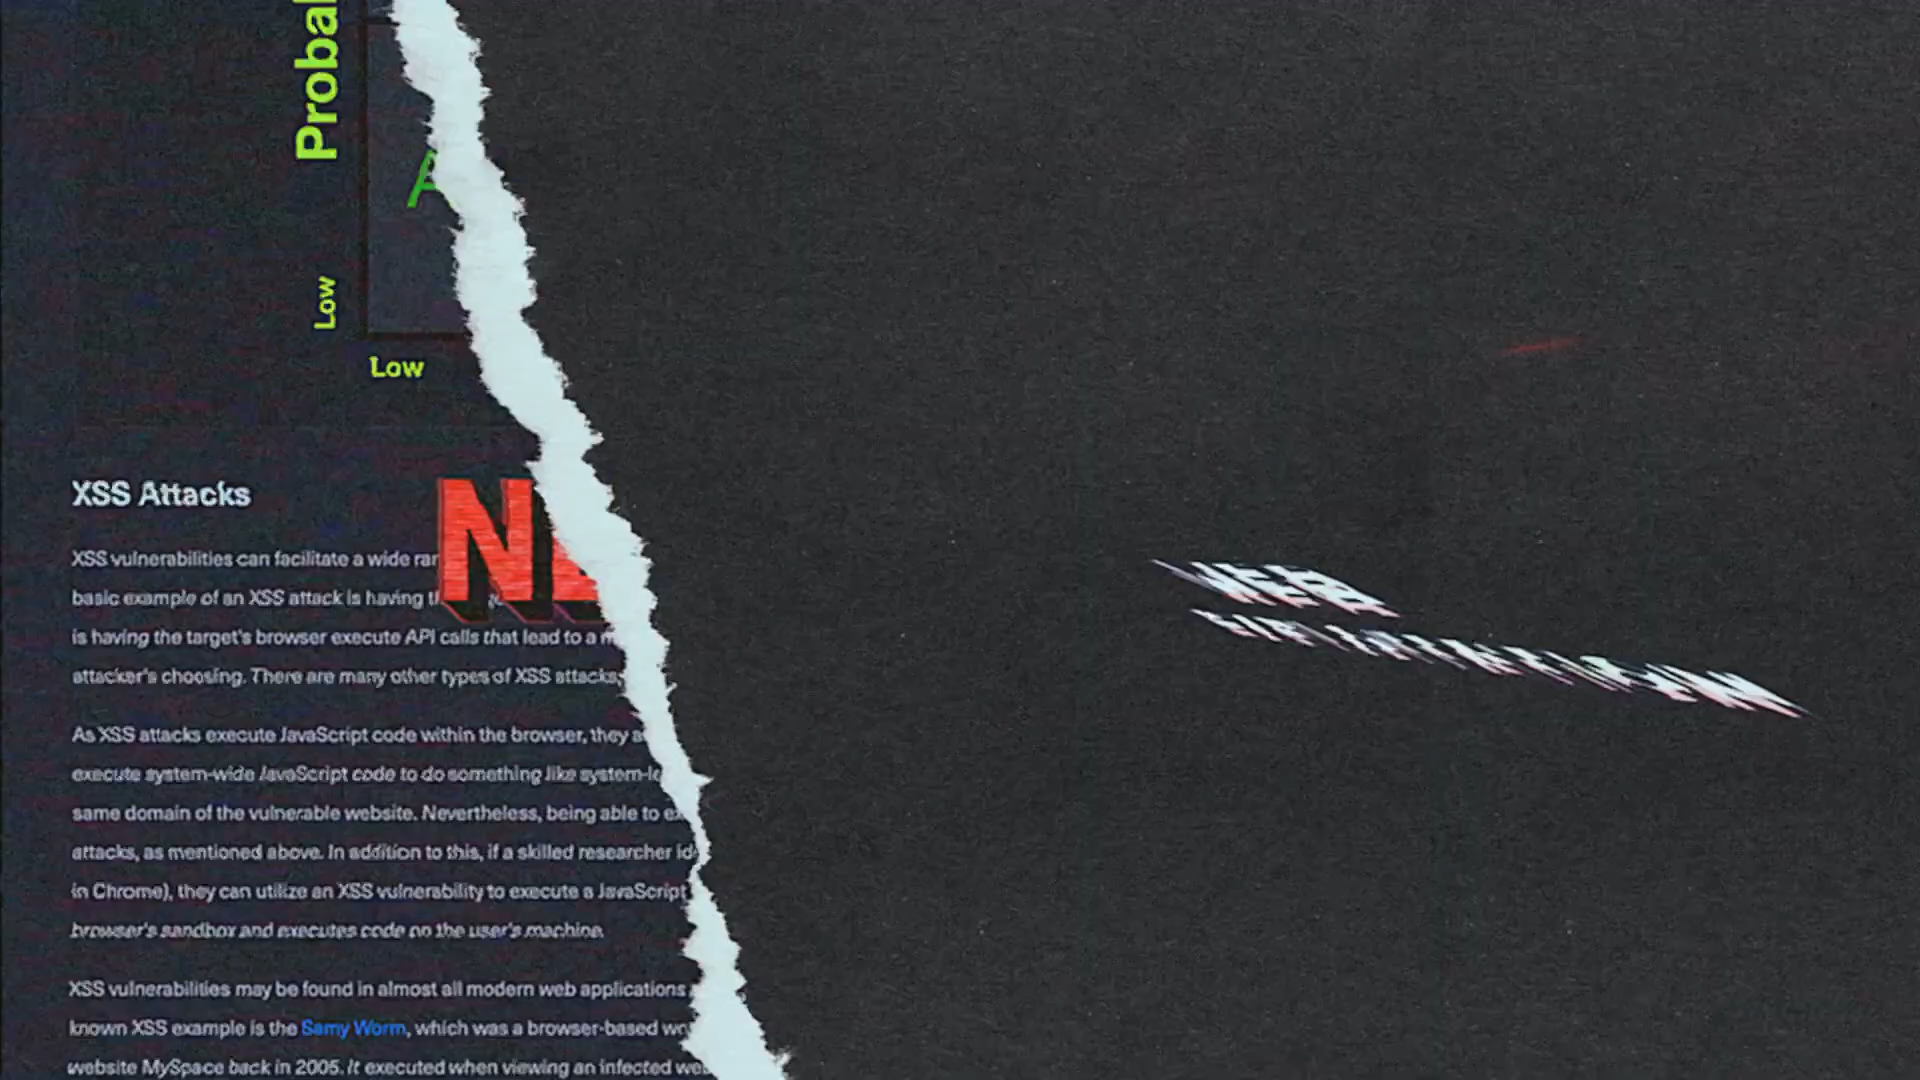 Probal
Low
Low
XSS Attacks
NE
XSS vulnerabilities can facilitate a wide ran
basic example of an XSS attack is having th
is having the target's browser execute API calls that lead to a m
attacker's choosing. There are many other types of XSS attacks,
As XSS attacks execute JavaScript code within the browser, they a
execute system-wide JavaScript code to do something like system-le
same domain of the vulnerable website. Nevertheless, being able to ex
attacks, as mentioned above. In addition to this, if a skilled researcher id
in Chrome), they can utilize an XSS vulnerability to execute a JavaScript
browser's sandbox and executes code on the user's machine.
XSS vulnerabilities may be found in almost all modern web applications
known XSS example is the Samy Worm, which was a browser-based wo
website MySpace back in 2005. It executed when viewing an infected we